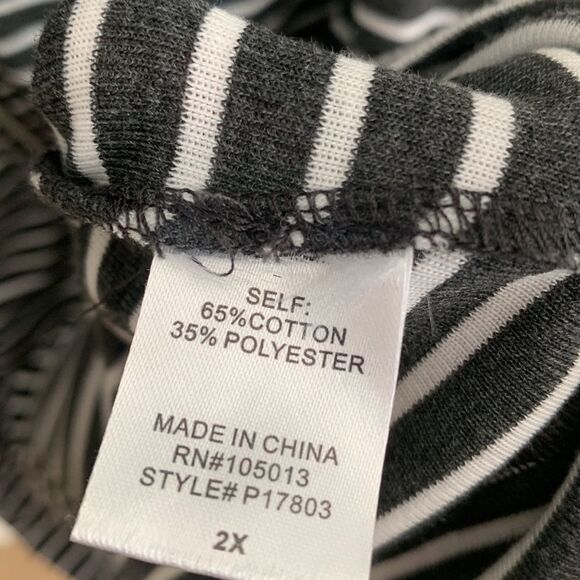 SELF:
65%COTTON
35% POLYESTER
MADE IN CHINA
RN#105013
STYLE# P17803
2X